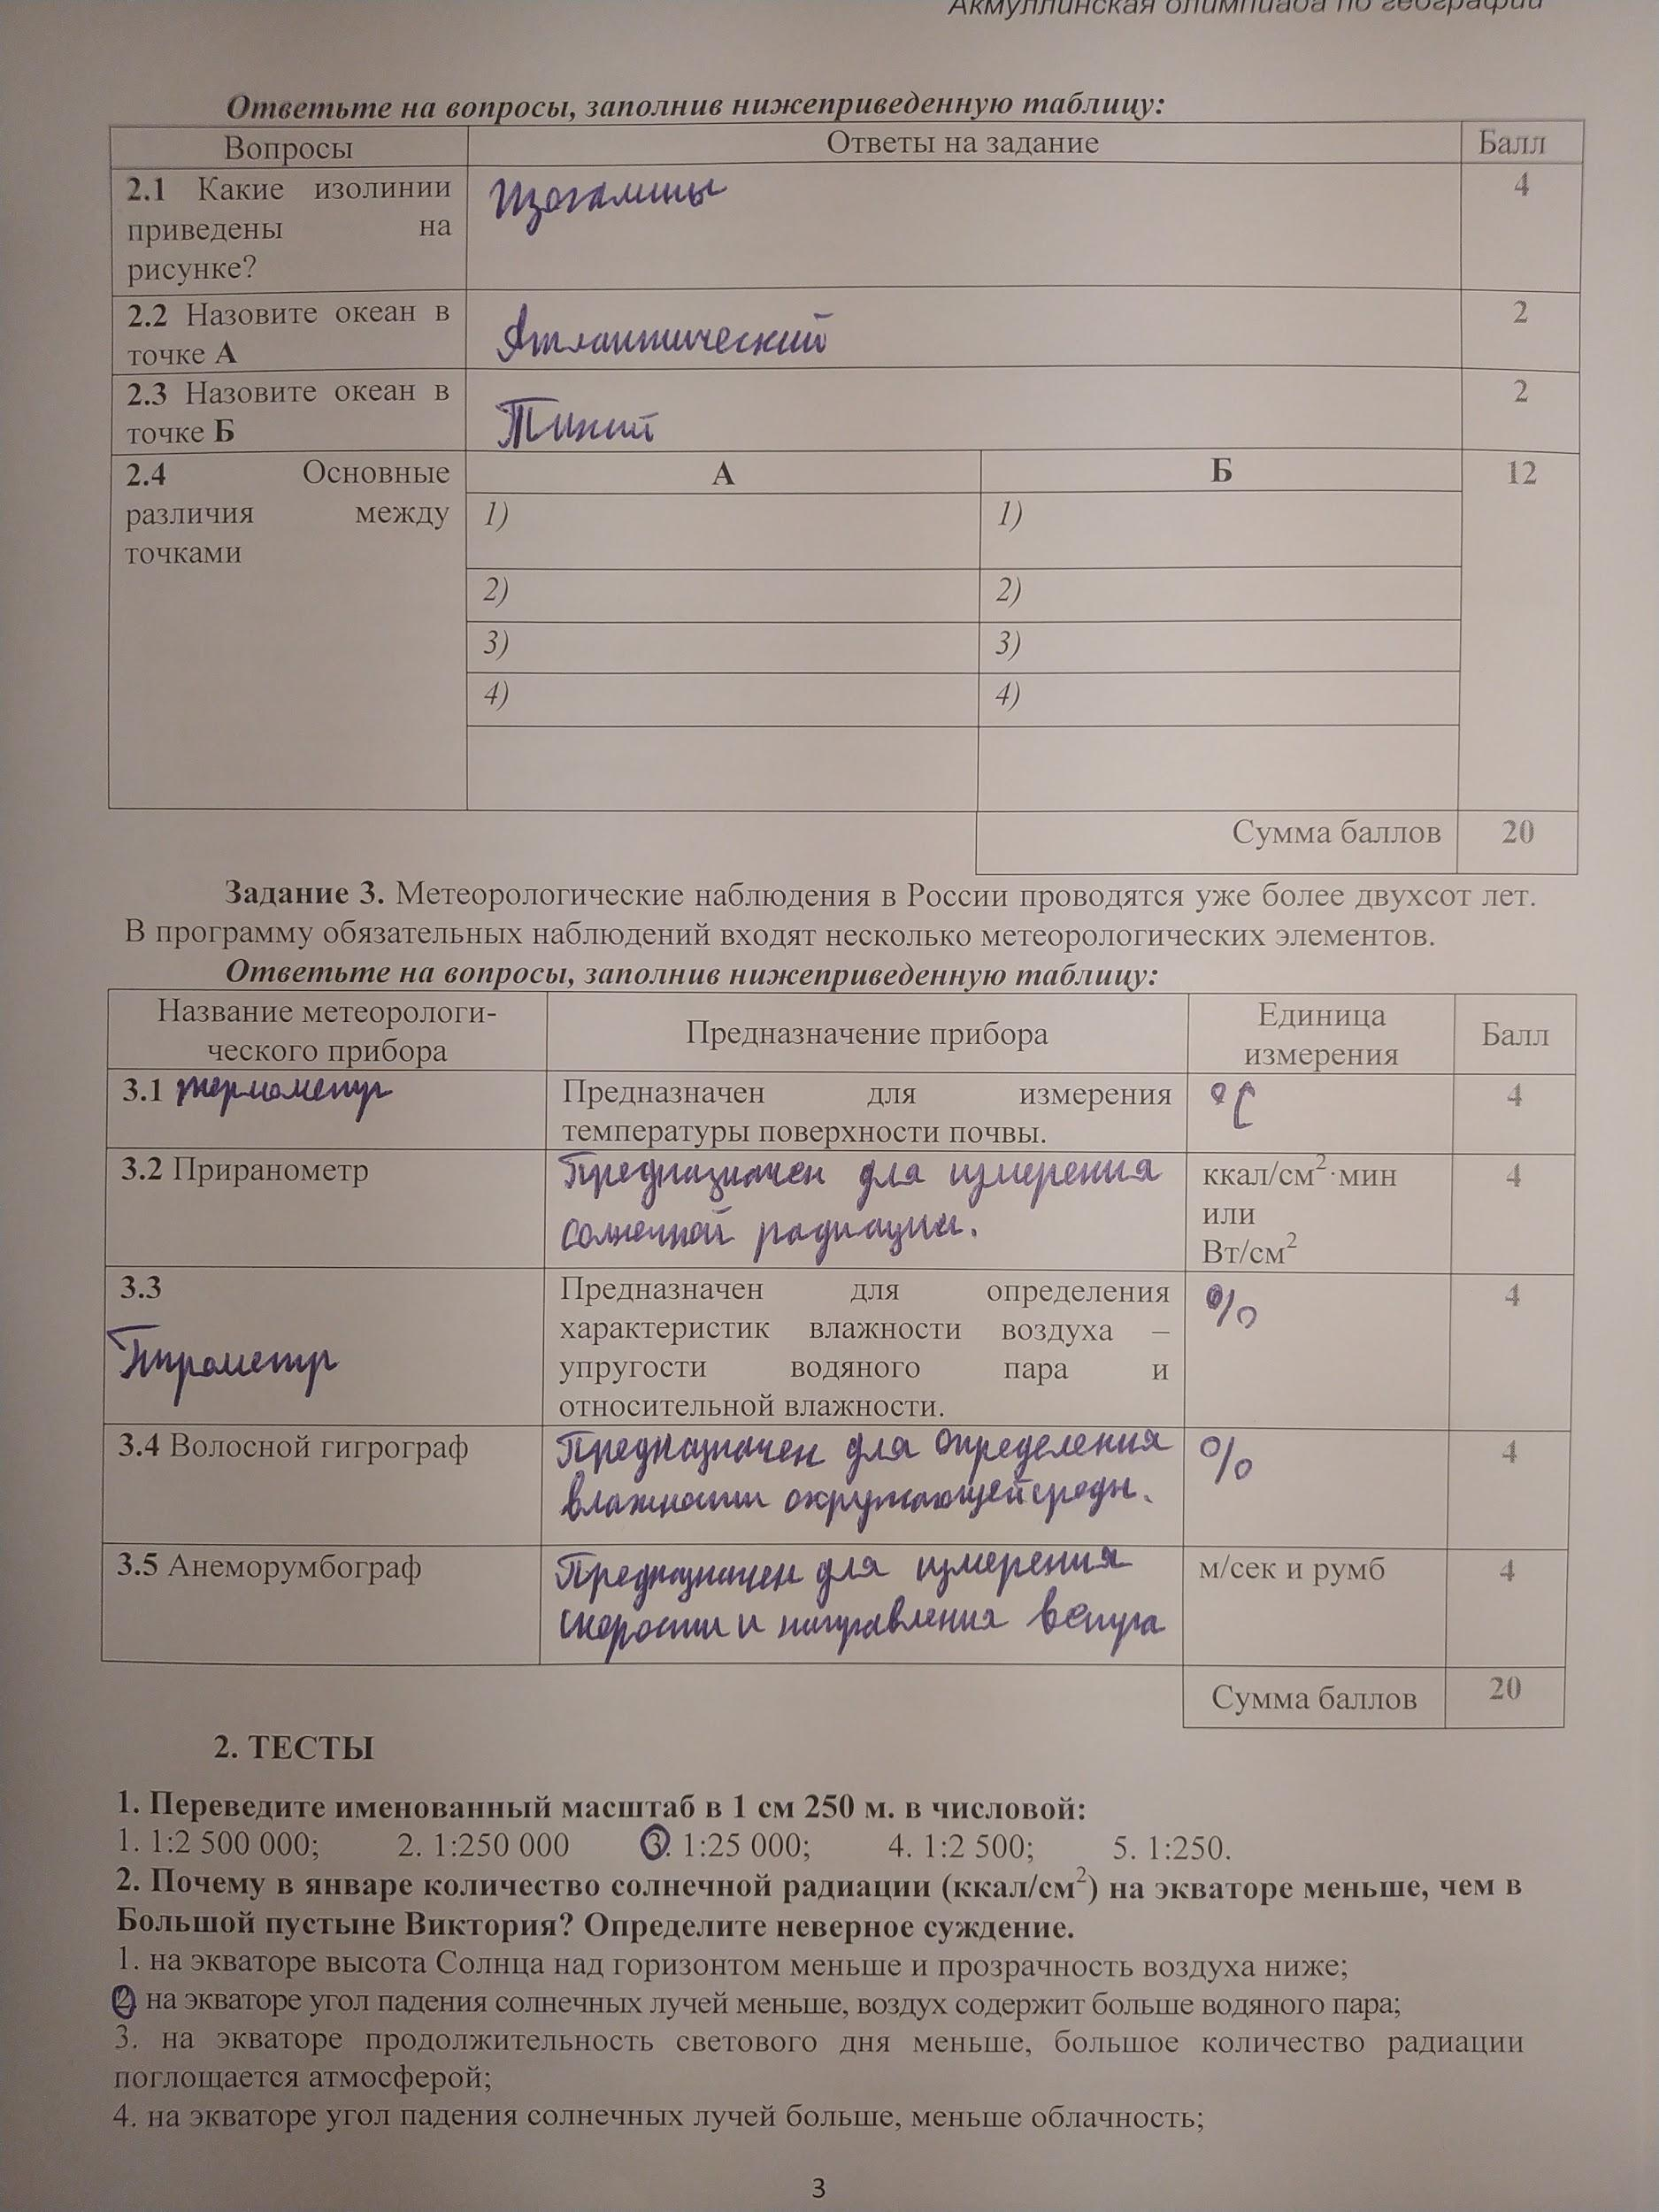 Акмуллинская олимпиада по географии
Ответьте на вопросы, заполнив нижеприведенную таблицу:
Вопросы
Ответы на задание
Балл
2.1 Какие изолинии
приведены на
рисунке?
Изогалины
4
2.2 Назовите океан в
точке А
Атлантический
2
2.3 Назовите океан в
точке Б
Тихий
2
2.4 Основные
различия между
точками
А
Б
12
1)
1)
2)
2)
3)
3)
4)
4)
Сумма баллов
20
Задание 3. Метеорологические наблюдения в России проводятся уже более двухсот лет.
В программу обязательных наблюдений входят несколько метеорологических элементов.
Ответьте на вопросы, заполнив нижеприведенную таблицу:
Название метеорологи-
ческого прибора
Предназначение прибора
Единица
измерения
Балл
3.1 термометр
Предназначен для измерения
температуры поверхности почвы.
°C
4
3.2 Приранометр
Предназначен для измерения
солнечной радиации.
ккал/см²·мин
или
Вт/см²
4
3.3
Пирометр
Предназначен для определения
характеристик влажности воздуха –
упругости водяного пара и
относительной влажности.
%
4
3.4 Волосной гигрограф
Предназначен для определения
влажности окружающей среды.
%
4
3.5 Анеморумбограф
Предназначен для измерения
скорости и направления ветра
м/сек и румб
4
Сумма баллов
20
2. ТЕСТЫ
1. Переведите именованный масштаб в 1 см 250 м. в числовой:
1. 1:2 500 000; 2. 1:250 000 3. 1:25 000; 4. 1:2 500; 5. 1:250.
2. Почему в январе количество солнечной радиации (ккал/см²) на экваторе меньше, чем в
Большой пустыне Виктория? Определите неверное суждение.
1. на экваторе высота Солнца над горизонтом меньше и прозрачность воздуха ниже;
2. на экваторе угол падения солнечных лучей меньше, воздух содержит больше водяного пара;
3. на экваторе продолжительность светового дня меньше, большое количество радиации
поглощается атмосферой;
4. на экваторе угол падения солнечных лучей больше, меньше облачность;
3